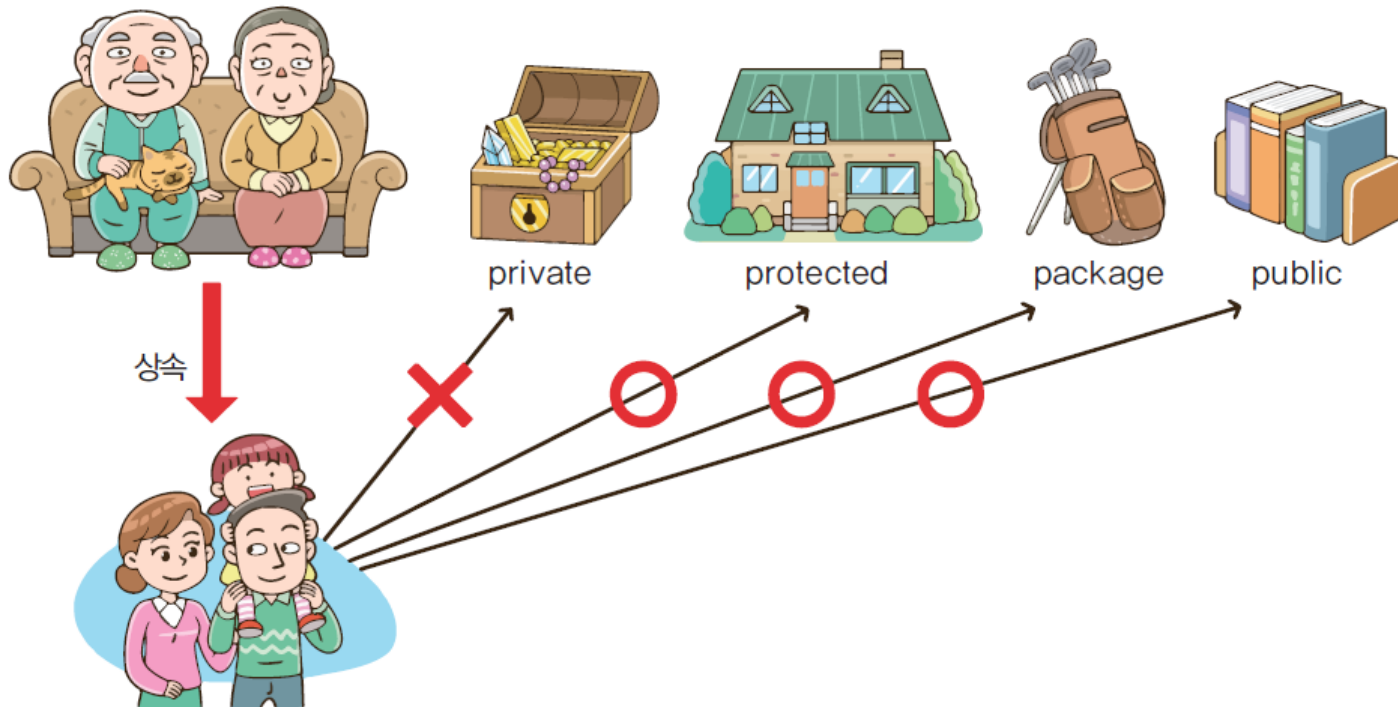 private
protected
package
public
상속